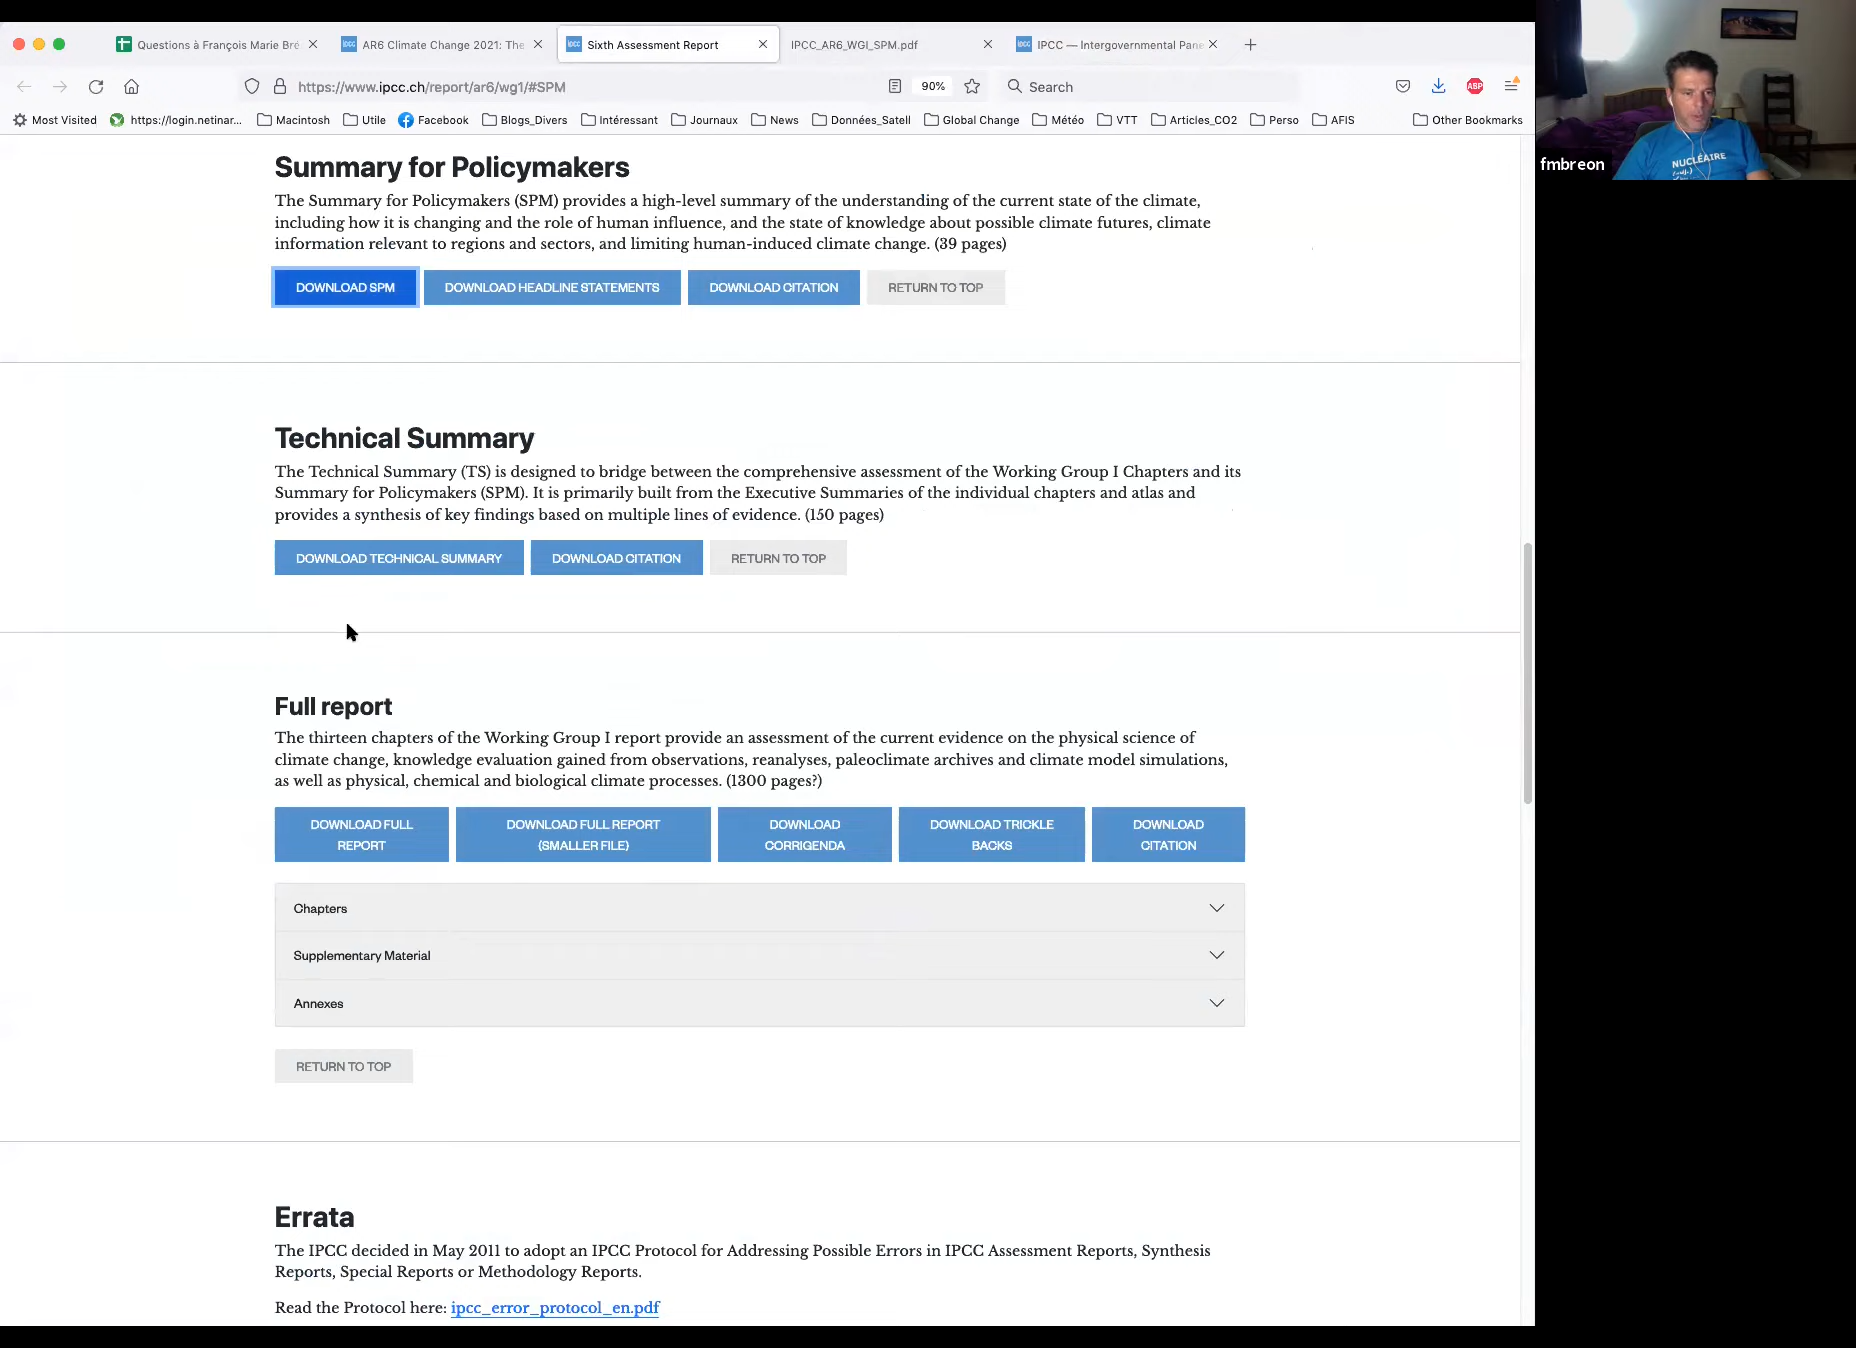 Questions à François Marie Bré
AR6 Climate Change 2021: The
Sixth Assessment Report
IPCC_AR6_WGI_SPM.pdf
IPCC — Intergovernmental Pane
https://www.ipcc.ch/report/ar6/wg1/#SPM
90%
Search
ABP
Most Visited
https://login.netinar...
Macintosh
Utile
Facebook
Blogs_Divers
Intéressant
Journaux
News
Données_Satell
Global Change
Météo
VTT
Articles_CO2
Perso
AFIS
Other Bookmarks
NUCLÉAIRE
fmbreon
Summary for Policymakers
The Summary for Policymakers (SPM) provides a high-level summary of the understanding of the current state of the climate,
including how it is changing and the role of human influence, and the state of knowledge about possible climate futures, climate
information relevant to regions and sectors, and limiting human-induced climate change. (39 pages)
DOWNLOAD SPM
DOWNLOAD HEADLINE STATEMENTS
DOWNLOAD CITATION
RETURN TO TOP
Technical Summary
The Technical Summary (TS) is designed to bridge between the comprehensive assessment of the Working Group I Chapters and its
Summary for Policymakers (SPM). It is primarily built from the Executive Summaries of the individual chapters and atlas and
provides a synthesis of key findings based on multiple lines of evidence. (150 pages)
DOWNLOAD TECHNICAL SUMMARY
DOWNLOAD CITATION
RETURN TO TOP
Full report
The thirteen chapters of the Working Group I report provide an assessment of the current evidence on the physical science of
climate change, knowledge evaluation gained from observations, reanalyses, paleoclimate archives and climate model simulations,
as well as physical, chemical and biological climate processes. (1300 pages?)
DOWNLOAD FULL
REPORT
DOWNLOAD FULL REPORT
(SMALLER FILE)
DOWNLOAD
CORRIGENDA
DOWNLOAD TRICKLE
BACKS
DOWNLOAD
CITATION
Chapters
Supplementary Material
Annexes
RETURN TO TOP
Errata
The IPCC decided in May 2011 to adopt an IPCC Protocol for Addressing Possible Errors in IPCC Assessment Reports, Synthesis
Reports, Special Reports or Methodology Reports.
Read the Protocol here: ipcc_error_protocol_en.pdf